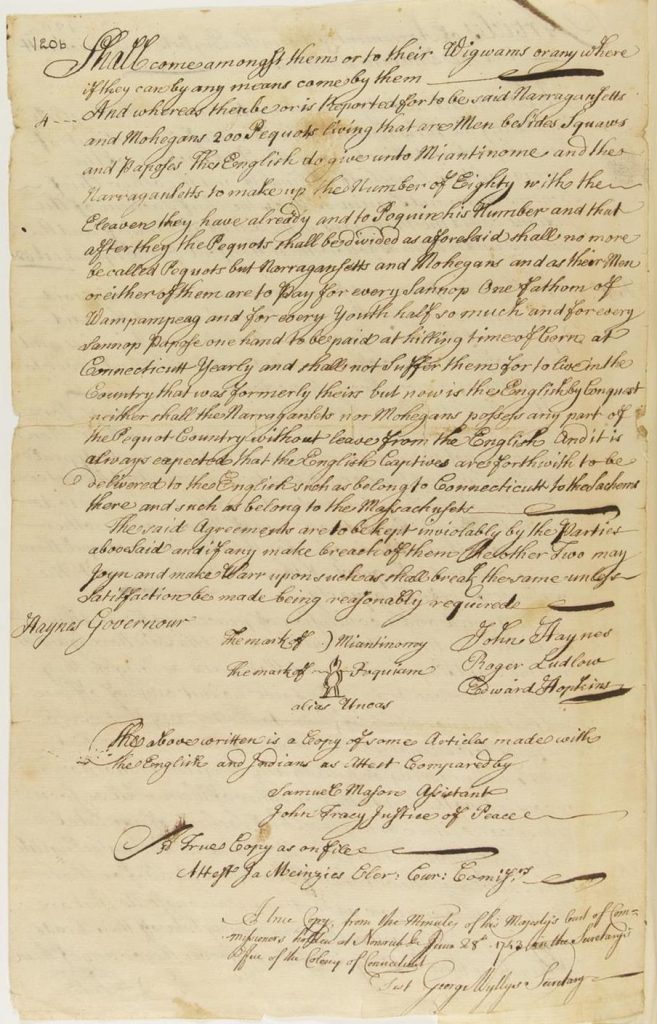 V20b
Shall come amongst them or to their Wigwams or any where
if they can by any means come by them
4 And whereas there be or is Reported for to be said Narragansetts
and Mohegans 200 Pequots living that are Men besides Squaws
and Paposes The English do give unto Miantinome and the
Narragansetts to make up the Number of Eighty with the
Eleaven they have already and to Poquim his Number and that
after they the Pequots shall be divided as aforesaid shall no more
be called Pequots but Narragansetts and Mohegans and as their Men
or either of them are to Pay for every Sannop One fathom of
Wampampeag and for every Youth half so much and for every
Sannop Papose one hand to be paid at killing time of Corn at
Connecticutt Yearly and shall not Suffer them for to live in the
Country that was formerly theirs but now is the English by Conquest
neither shall the Narragansets nor Mohegans possess any part of
the Pequot Country without leave from the English And it is
always expected that the English Captives are forthwith to be
delivered to the English such as belong to Connecticutt to the Sachems
there and such as belong to the Massachusets
The said Agreements are to be kept inviolably by the Parties
abovesaid and if any make breach of them the other Two may
Joyn and make Warr upon such as shall break the same unless
Satisfaction be made being reasonably required
Haynes Governour
The mark of ) Miantinomy John Haynes
The mark of Poquiam Roger Ludlow
alias Uncas Edward Hopkins
The above written is a Copy of some Articles made with
the English and Indians as Attest Compared by
Samuel Mason Assistant
John Tracy Justice of Peace
A True Copy as on file
Attest Ja Meinzies Cler: Cur: Comiss:rs
A true Copy from the Minutes of his Majesty's Court of Com-
missioners holden at Norwich &c June 28th 1743 in the Secretary's
Office of the Colony of Connecticut
Test George Wyllys Secretary